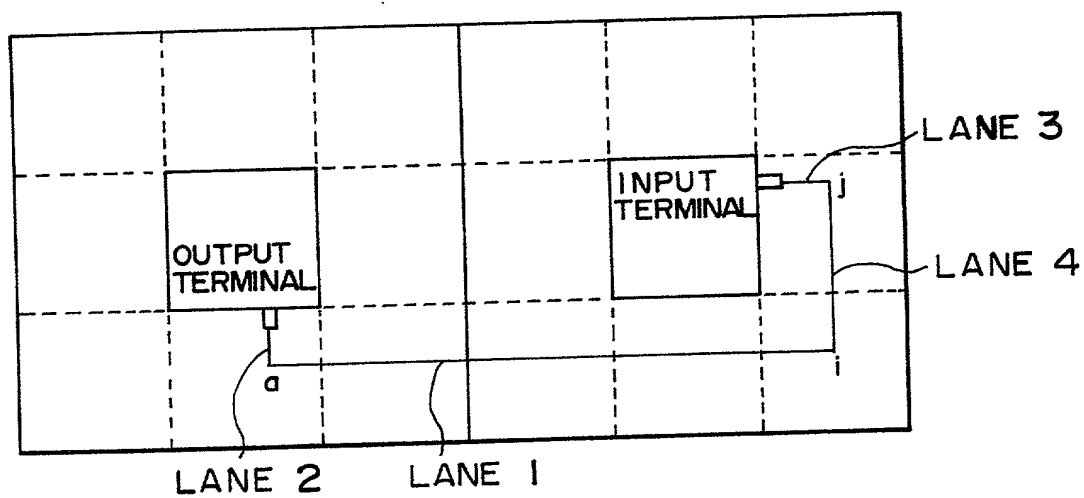 LANE 3
INPUT
TERMINAL
j
OUTPUT
TERMINAL
LANE 4
a
i
LANE 2
LANE 1